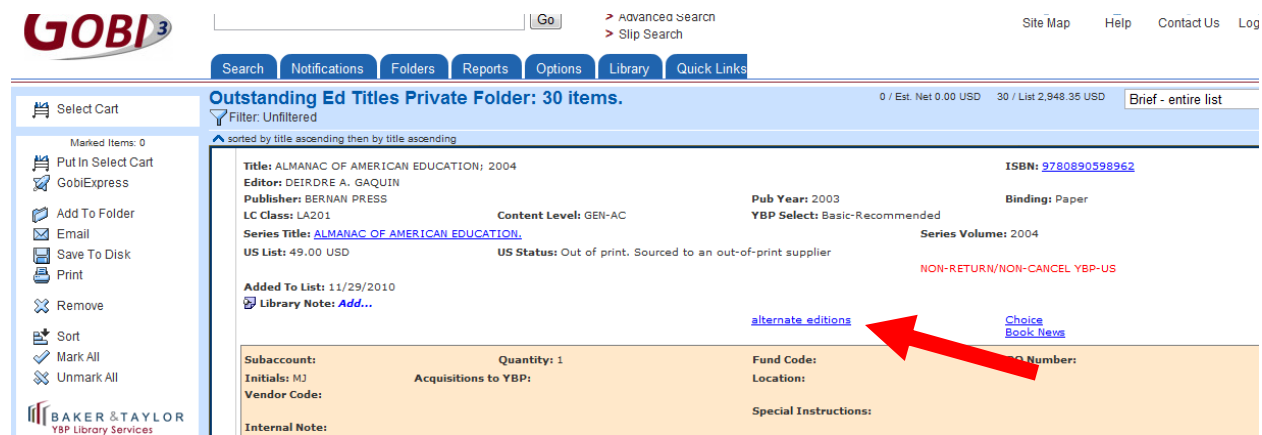 GOBI 3
Go
> Advanced Search
> Slip Search
Site Map Help Contact Us Log
Search Notifications Folders Reports Options Library Quick Links
Select Cart
Marked Items: 0
Put In Select Cart
GobiExpress
Add To Folder
Email
Save To Disk
Print
Remove
Sort
Mark All
Unmark All
BAKER & TAYLOR
YBP Library Services
Outstanding Ed Titles Private Folder: 30 items.
0 / Est. Net 0.00 USD 30 / List 2,948.35 USD
Brief - entire list
Filter: Unfiltered
sorted by title ascending then by title ascending
Title: ALMANAC OF AMERICAN EDUCATION; 2004 ISBN: 9780890598962
Editor: DEIRDRE A. GAQUIN
Publisher: BERNAN PRESS Pub Year: 2003 Binding: Paper
LC Class: LA201 Content Level: GEN-AC YBP Select: Basic-Recommended
Series Title: ALMANAC OF AMERICAN EDUCATION. Series Volume: 2004
US List: 49.00 USD US Status: Out of print. Sourced to an out-of-print supplier
NON-RETURN/NON-CANCEL YBP-US
Added To List: 11/29/2010
Library Note: Add...
alternate editions Choice
Book News
Subaccount: Quantity: 1 Fund Code: Number:
Initials: MJ Acquisitions to YBP: Location:
Vendor Code:
Special Instructions:
Internal Note: